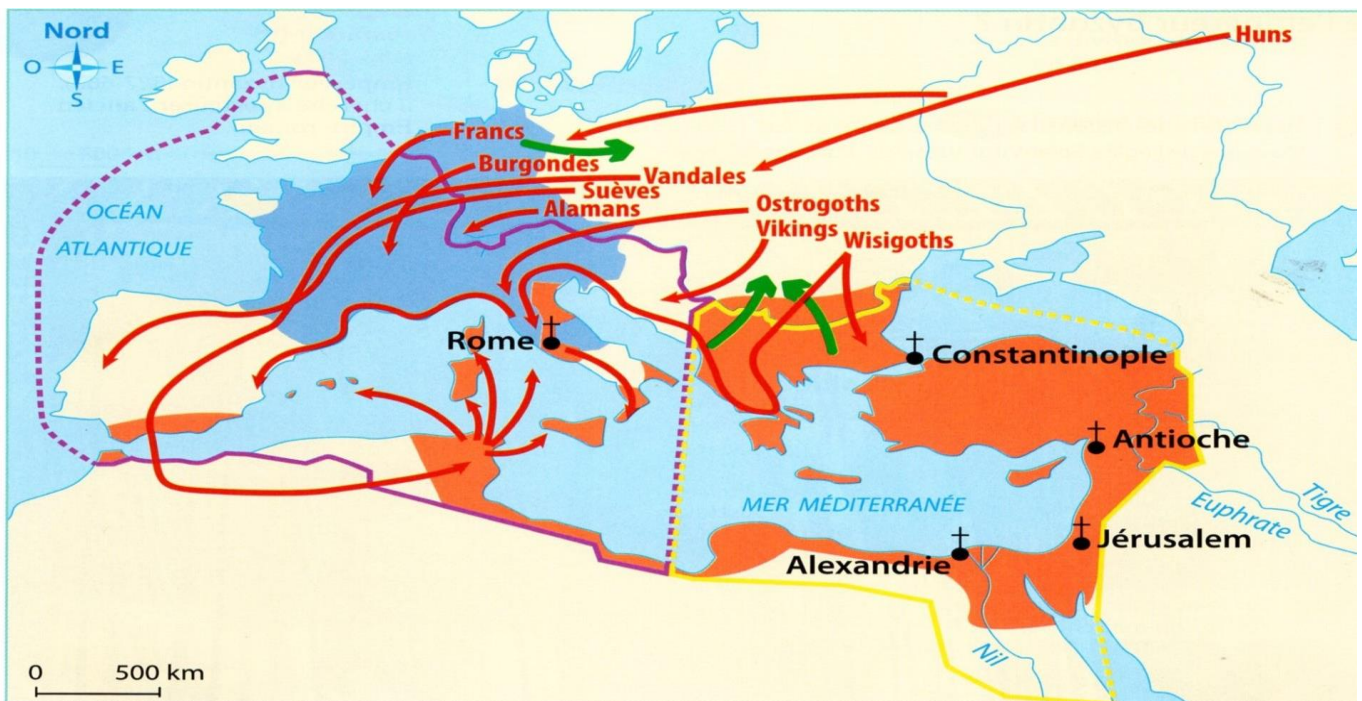 Nord
O E
S
Huns
Francs
Burgondes
Vandales
Suèves
Alamans
Ostrogoths
Vikings
Wisigoths
OCÉAN
ATLANTIQUE
Rome
Constantinople
Antioche
MER MÉDITERRANÉE
Tigre
Euphrate
Jérusalem
Alexandrie
Nil
0 500 km